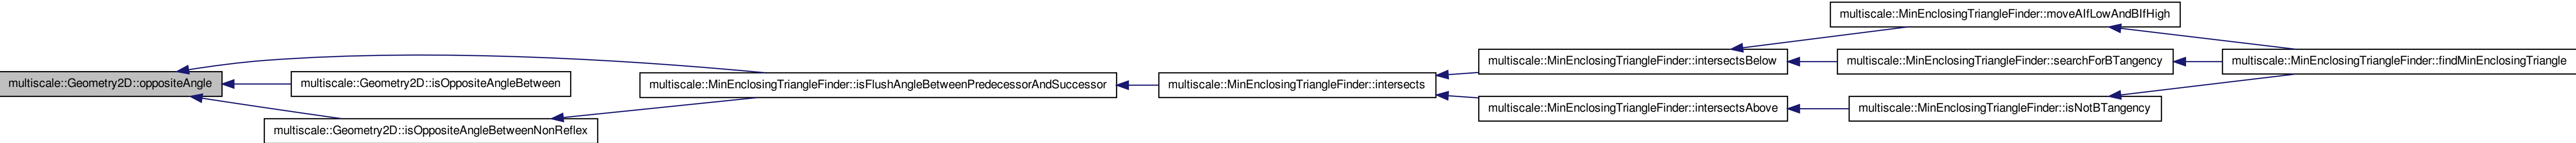 multiscale::Geometry2D::oppositeAngle
multiscale::Geometry2D::isOppositeAngleBetween
multiscale::Geometry2D::isOppositeAngleBetweenNonReflex
multiscale::MinEnclosingTriangleFinder::isFlushAngleBetweenPredecessorAndSuccessor
multiscale::MinEnclosingTriangleFinder::intersects
multiscale::MinEnclosingTriangleFinder::intersectsBelow
multiscale::MinEnclosingTriangleFinder::intersectsAbove
multiscale::MinEnclosingTriangleFinder::moveAIfLowAndBIfHigh
multiscale::MinEnclosingTriangleFinder::searchForBTangency
multiscale::MinEnclosingTriangleFinder::isNotBTangency
multiscale::MinEnclosingTriangleFinder::findMinEnclosingTriangle